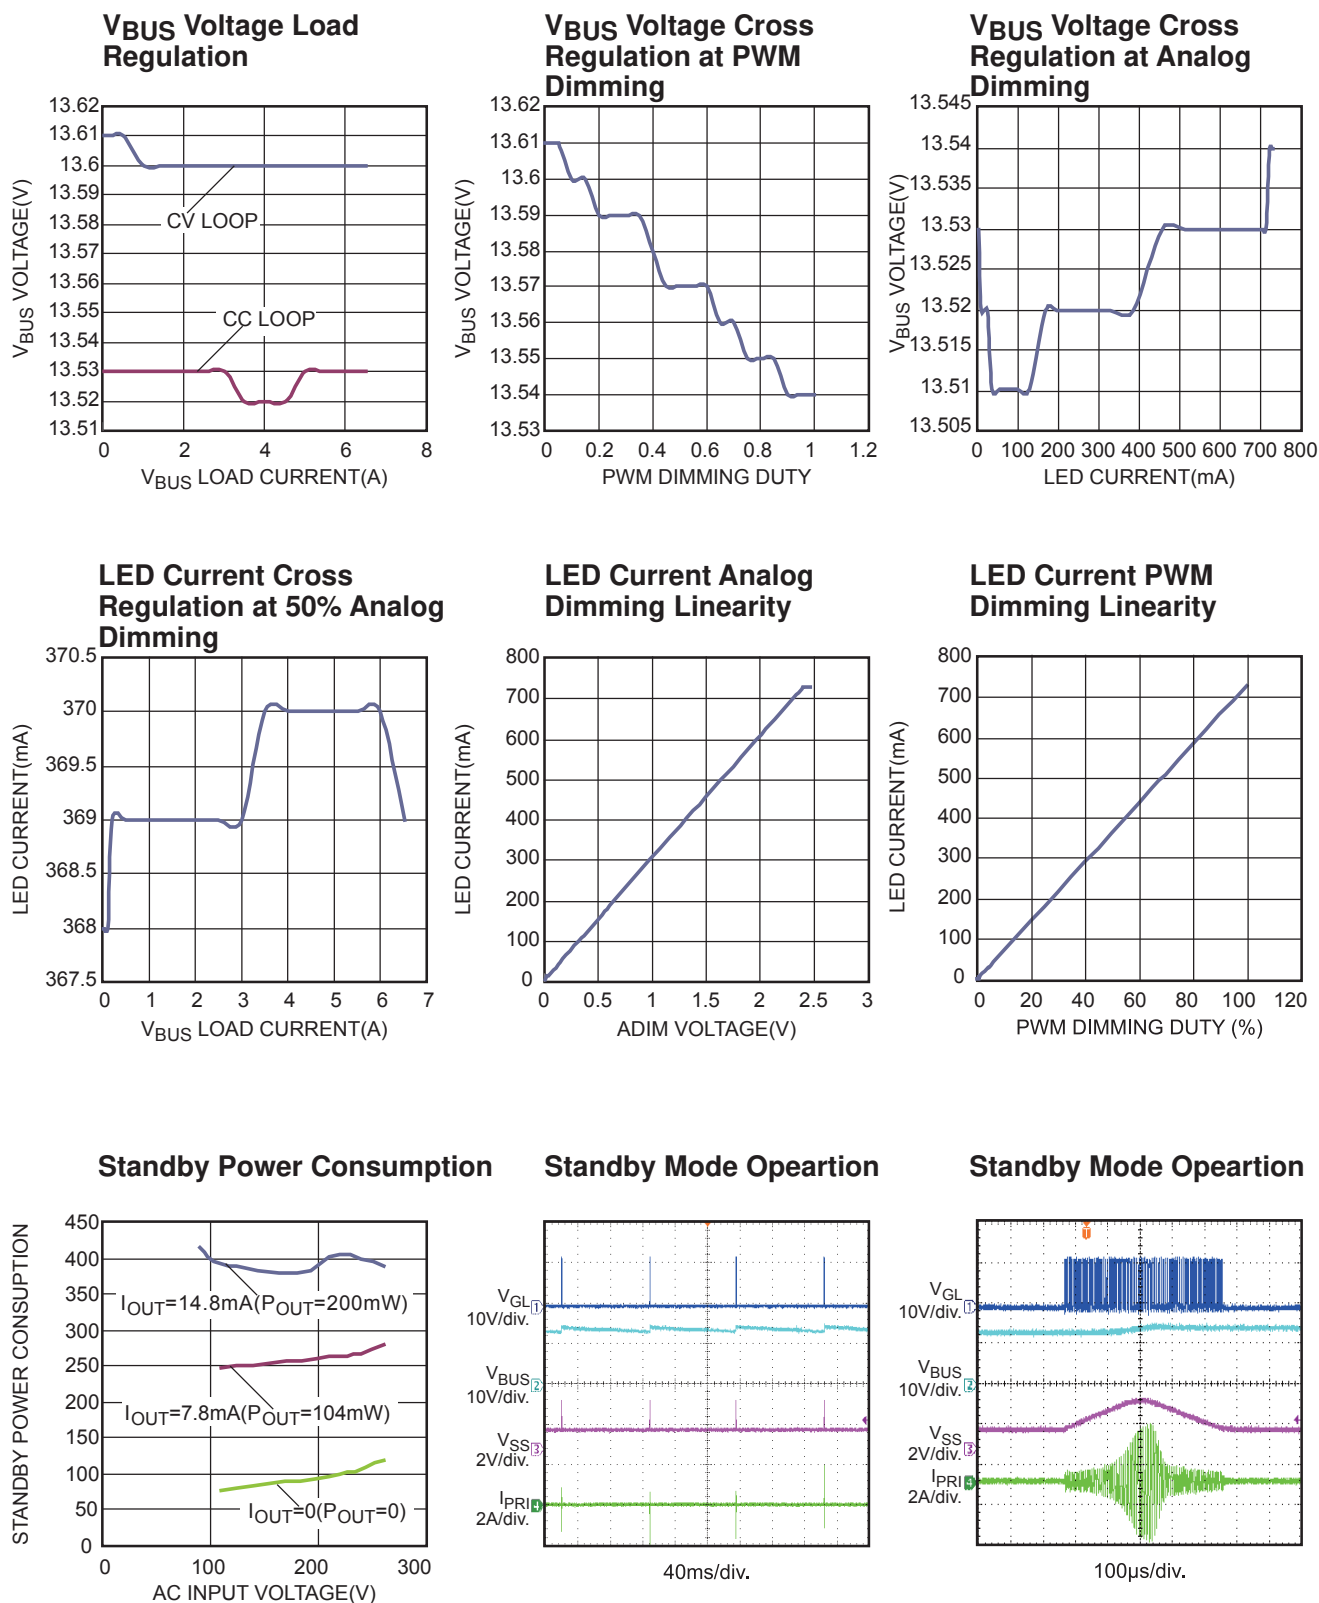 VBUS Voltage Load
Regulation
13.62
13.61
13.6
13.59
13.58
13.57
13.56
13.55
13.54
13.53
13.52
13.51
VBUS VOLTAGE(V)
CV LOOP
CC LOOP
0 2 4 6 8
VBUS LOAD CURRENT(A)
VBUS Voltage Cross
Regulation at PWM
Dimming
13.62
13.61
13.6
13.59
13.58
13.57
13.56
13.55
13.54
13.53
VBUS VOLTAGE(V)
0 0.2 0.4 0.6 0.8 1.0 1.2
PWM DIMMING DUTY
VBUS Voltage Cross
Regulation at Analog
Dimming
13.545
13.54
13.535
13.53
13.525
13.52
13.515
13.51
13.505
VBUS VOLTAGE(V)
0 100 200 300 400 500 600 700 800
LED CURRENT(mA)
LED Current Cross
Regulation at 50% Analog
Dimming
370.5
370
369.5
369
368.5
368
367.5
LED CURRENT(mA)
0 1 2 3 4 5 6 7
VBUS LOAD CURRENT(A)
LED Current Analog
Dimming Linearity
800
700
600
500
400
300
200
100
0
LED CURRENT(mA)
0 0.5 1 1.5 2 2.5 3
ADIM VOLTAGE(V)
LED Current PWM
Dimming Linearity
800
700
600
500
400
300
200
100
0
LED CURRENT(mA)
0 20 40 60 80 100 120
PWM DIMMING DUTY (%)
Standby Power Consumption
450
400
350
300
250
200
150
100
50
0
STANDBY POWER CONSUPTION
IOUT=14.8mA(POUT=200mW)
IOUT=7.8mA(POUT=104mW)
IOUT=0(POUT=0)
0 100 200 300
AC INPUT VOLTAGE(V)
Standby Mode Opeartion
VGL
10V/div.
1
VBUS
10V/div.
2
VSS
2V/div.
3
IPRI
2A/div.
4
40ms/div.
Standby Mode Opeartion
T
VGL
10V/div.
1
VBUS
10V/div.
2
VSS
2V/div.
3
IPRI
2A/div.
4
100µs/div.